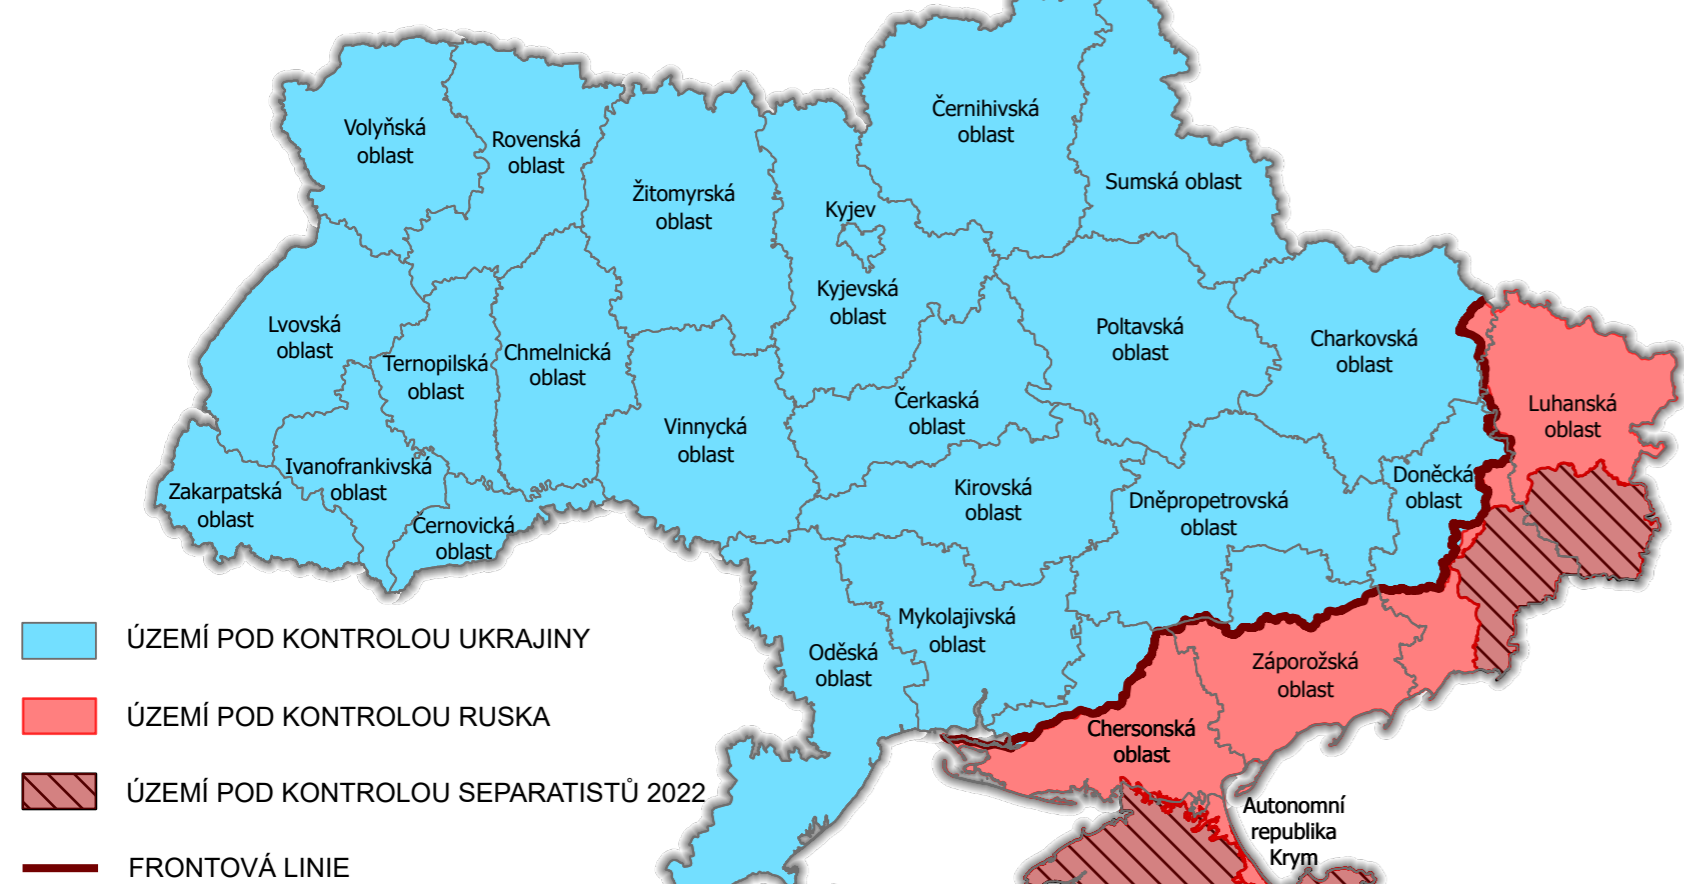 Černihivská
oblast
Volyňská
oblast
Rovenská
oblast
Žitomyrská
oblast
Sumská oblast
Kyjev
Kyjevská
oblast
Lvovská
oblast
Ternopilská
oblast
Chmelnická
oblast
Poltavská
oblast
Charkovská
oblast
Čerkaská
oblast
Luhanská
oblast
Vinnycká
oblast
Ivanofrankivská
oblast
Zakarpatská
oblast
Černovická
oblast
Kirovská
oblast
Dněpropetrovská
oblast
Doněcká
oblast
Mykolajivská
oblast
Oděská
oblast
Záporožská
oblast
Chersonská
oblast
Autonomní
republika
Krym
ÚZEMÍ POD KONTROLOU UKRAJINY
ÚZEMÍ POD KONTROLOU RUSKA
ÚZEMÍ POD KONTROLOU SEPARATISTŮ 2022
FRONTOVÁ LINIE